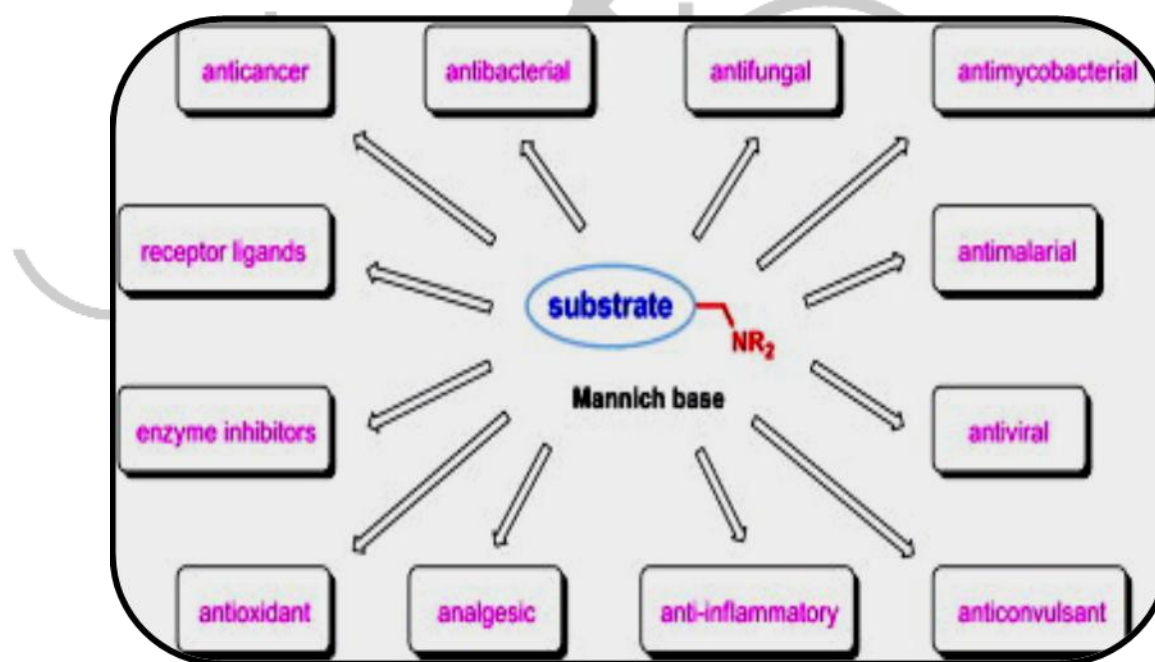 anticancer
antibacterial
antifungal
antimycobacterial
receptor ligands
antimalarial
substrate
NR2
Mannich base
enzyme inhibitors
antiviral
antioxidant
analgesic
anti-inflammatory
anticonvulsant